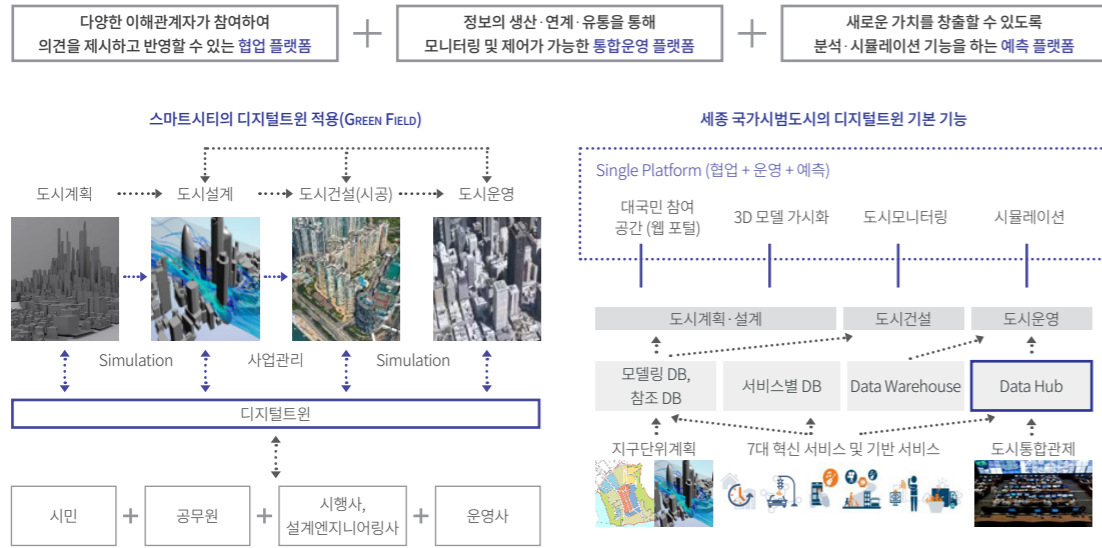 다양한 이해관계자가 참여하여
의견을 제시하고 반영할 수 있는 협업 플랫폼
+
정보의 생산·연계·유통을 통해
모니터링 및 제어가 가능한 통합운영 플랫폼
+
새로운 가치를 창출할 수 있도록
분석·시뮬레이션 기능을 하는 예측 플랫폼
스마트시티의 디지털트윈 적용(GREEN FIELD)
도시계획
도시설계
도시건설(시공)
도시운영
Simulation
사업관리
Simulation
디지털트윈
시민
+
공무원
+
시행사,
설계엔지니어링사
+
운영사
세종 국가시범도시의 디지털트윈 기본 기능
Single Platform (협업 + 운영 + 예측)
대국민 참여
공간 (웹 포털)
3D 모델 가시화
도시모니터링
시뮬레이션
도시계획·설계
도시건설
도시운영
모델링 DB,
참조 DB
서비스별 DB
Data Warehouse
Data Hub
지구단위계획
7대 혁신 서비스 및 기반 서비스
도시통합관제